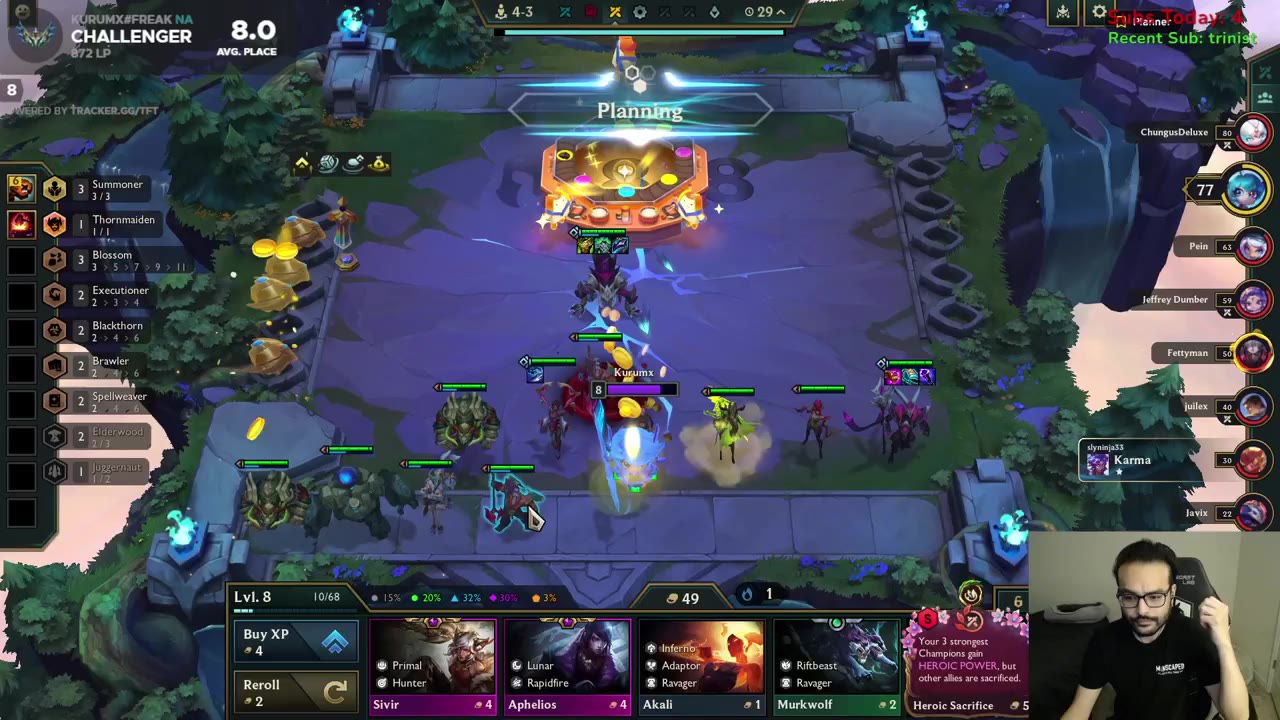 KURUMX#FREAK NA
CHALLENGER
872 LP
8.0
AVG. PLACE
8
POWERED BY TRACKER.GG/TFT
4-3
29
Subs Today: 4
Planner
Recent Sub: trinist
Planning
3 Summoner
3 / 3
1 Thornmaiden
1 / 1
3 Blossom
3 > 5 > 7 > 9 > 11
2 Executioner
2 > 3 > 4
2 Blackthorn
2 > 4 > 6
2 Brawler
2 > 4 > 6
2 Spellweaver
2 > 4 > 6
2 Elderwood
2 / 3
1 Juggernaut
1 / 2
Kurumx
8
ChungusDeluxe 80
77
Pein 63
Jeffrey Dumber 59
Fettyman 50
juilex 40
slyninja33
Karma
30
Javix 22
Lvl. 8 10/68
15% 20% 32% 30% 3%
49
1
6
Buy XP
4
Reroll
2
Primal
Hunter
Sivir 4
Lunar
Rapidfire
Aphelios 4
Inferno
Adaptor
Ravager
Akali 1
Riftbeast
Ravager
Murkwolf 2
S
Your 3 strongest
Champions gain
HEROIC POWER, but
other allies are sacrificed.
Heroic Sacrifice 5